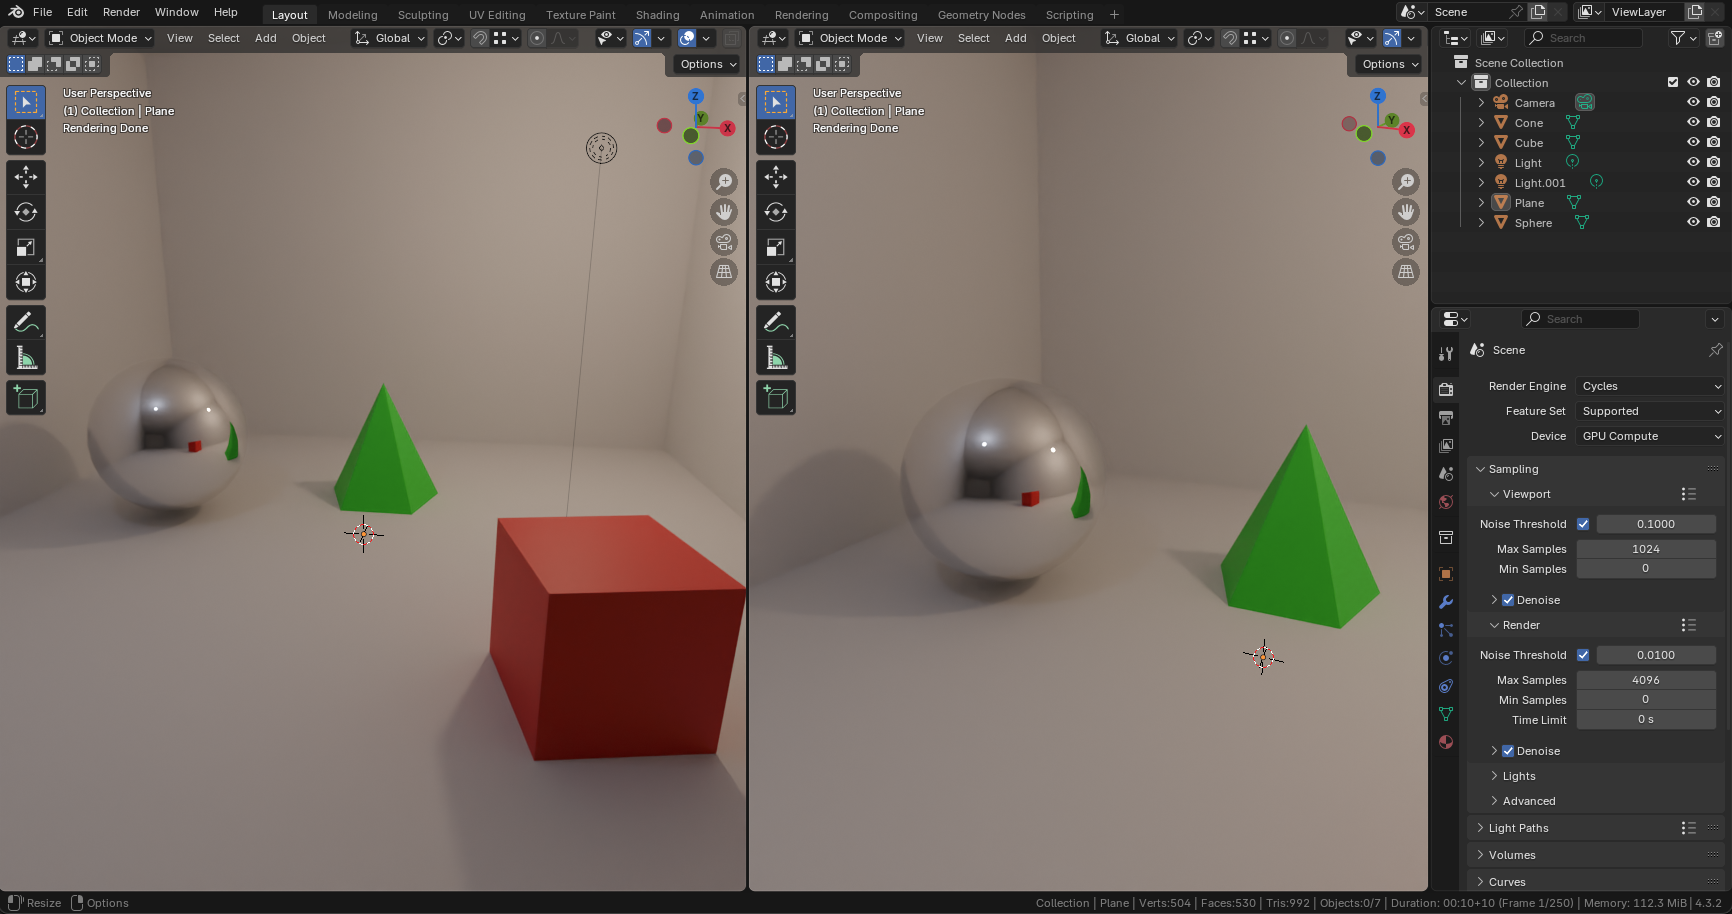 File Edit Render Window Help Layout Modeling Sculpting UV Editing Texture Paint Shading Animation Rendering Compositing Geometry Nodes Scripting + Scene ViewLayer
Object Mode View Select Add Object Global
Options
User Perspective
(1) Collection | Plane
Rendering Done
Z
Y
X
Object Mode View Select Add Object Global
Options
User Perspective
(1) Collection | Plane
Rendering Done
Z
Y
X
Search
Scene Collection
Collection
Camera
Cone
Cube
Light
Light.001
Plane
Sphere
Search
Scene
Render Engine Cycles
Feature Set Supported
Device GPU Compute
Sampling
Viewport
Noise Threshold 0.1000
Max Samples 1024
Min Samples 0
Denoise
Render
Noise Threshold 0.0100
Max Samples 4096
Min Samples 0
Time Limit 0 s
Denoise
Lights
Advanced
Light Paths
Volumes
Curves
Resize Options Collection | Plane | Verts:504 | Faces:530 | Tris:992 | Objects:0/7 | Duration: 00:10+10 (Frame 1/250) | Memory: 112.3 MiB | 4.3.2